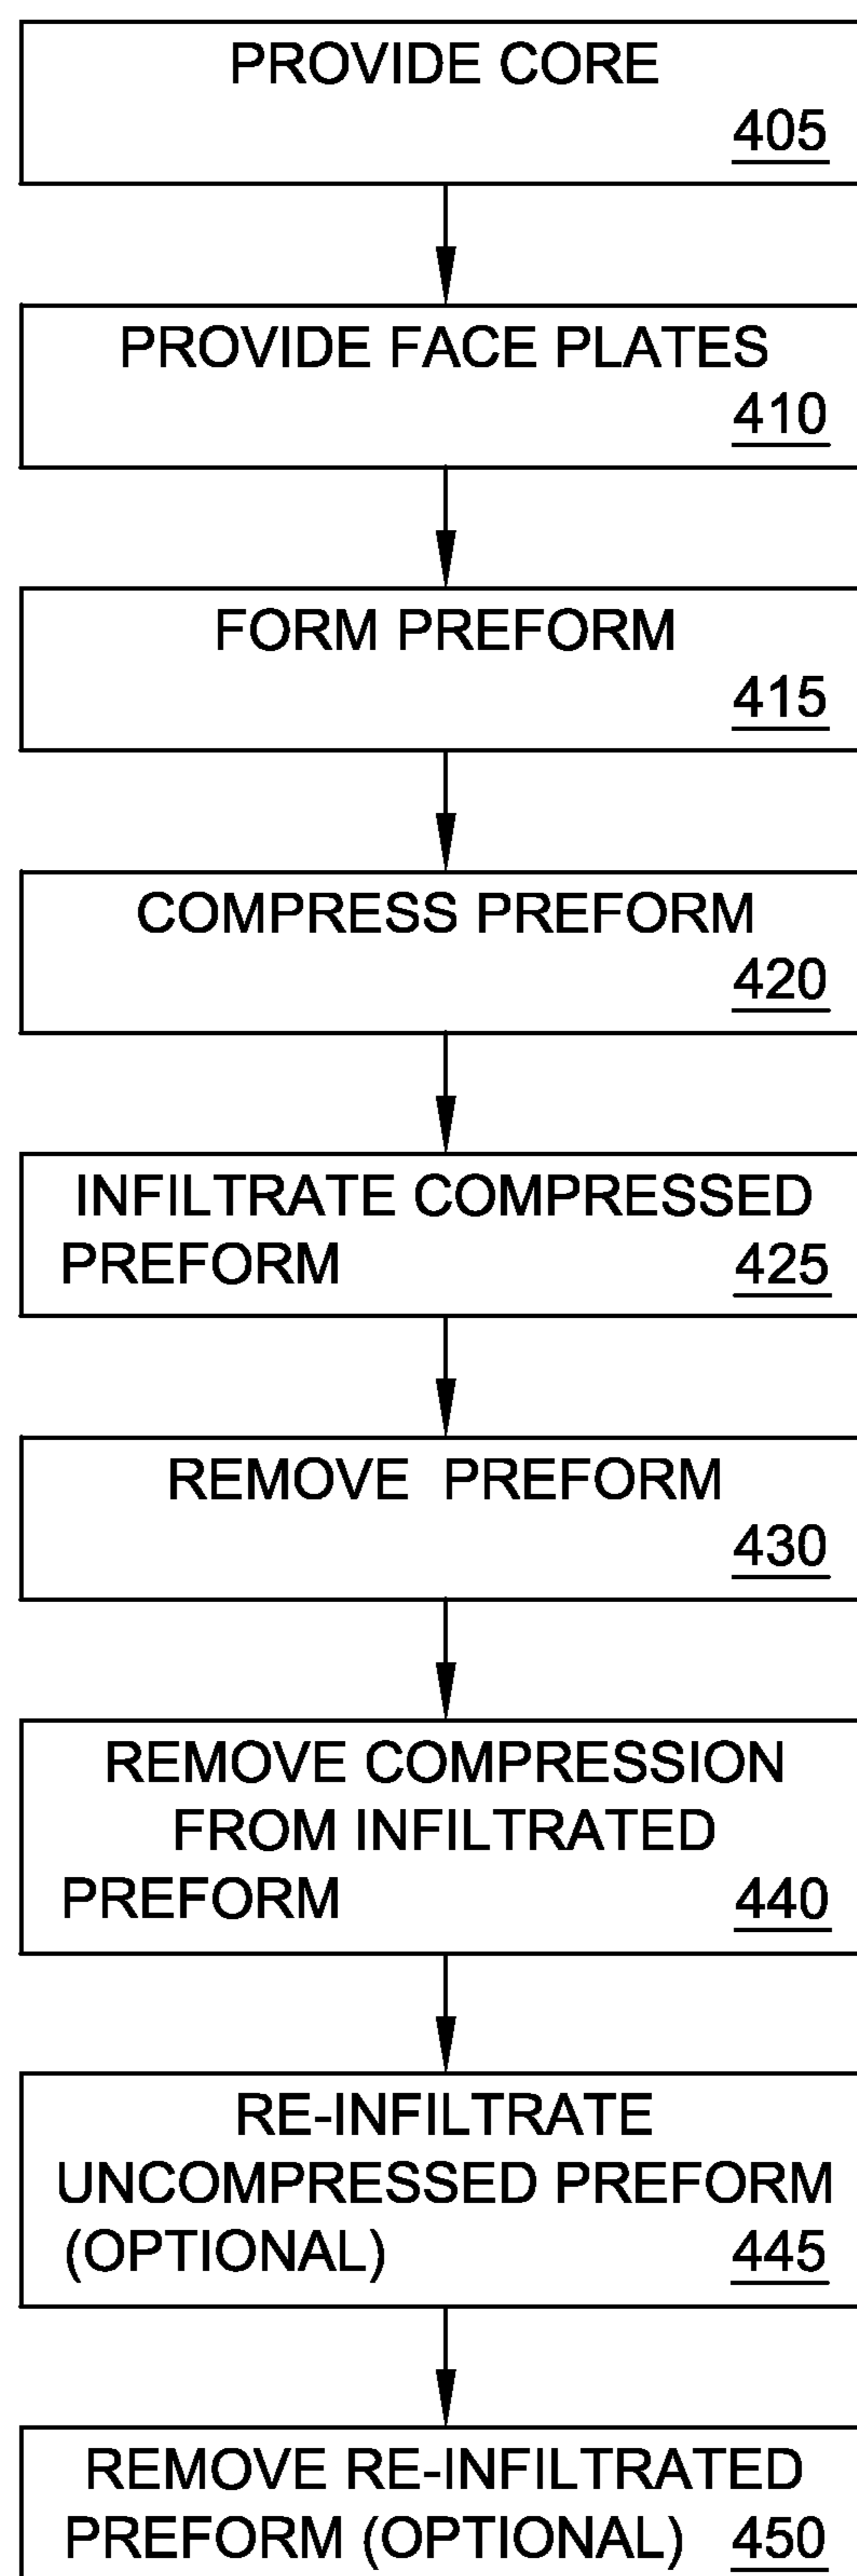 PROVIDE CORE
405
PROVIDE FACE PLATES
410
FORM PREFORM
415
COMPRESS PREFORM
420
INFILTRATE COMPRESSED
PREFORM 425
REMOVE PREFORM
430
REMOVE COMPRESSION
FROM INFILTRATED
PREFORM 440
RE-INFILTRATE
UNCOMPRESSED PREFORM
(OPTIONAL) 445
REMOVE RE-INFILTRATED
PREFORM (OPTIONAL) 450